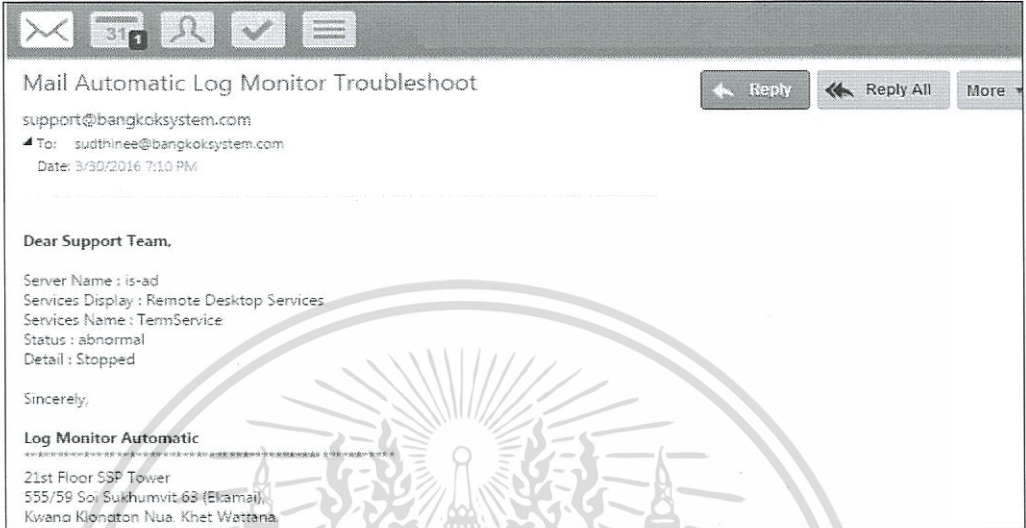 31 1
Mail Automatic Log Monitor Troubleshoot
Reply Reply All More
support@bangkoksystem.com
To: sudthinee@bangkoksystem.com
Date: 3/30/2016 7:10 PM
Dear Support Team,
Server Name : is-ad
Services Display : Remote Desktop Services
Services Name : TermService
Status : abnormal
Detail : Stopped
Sincerely,
Log Monitor Automatic
21st Floor SSP Tower
555/59 Soi Sukhumvit 63 (Ekamai),
Kwang Klongton Nua, Khet Wattana,